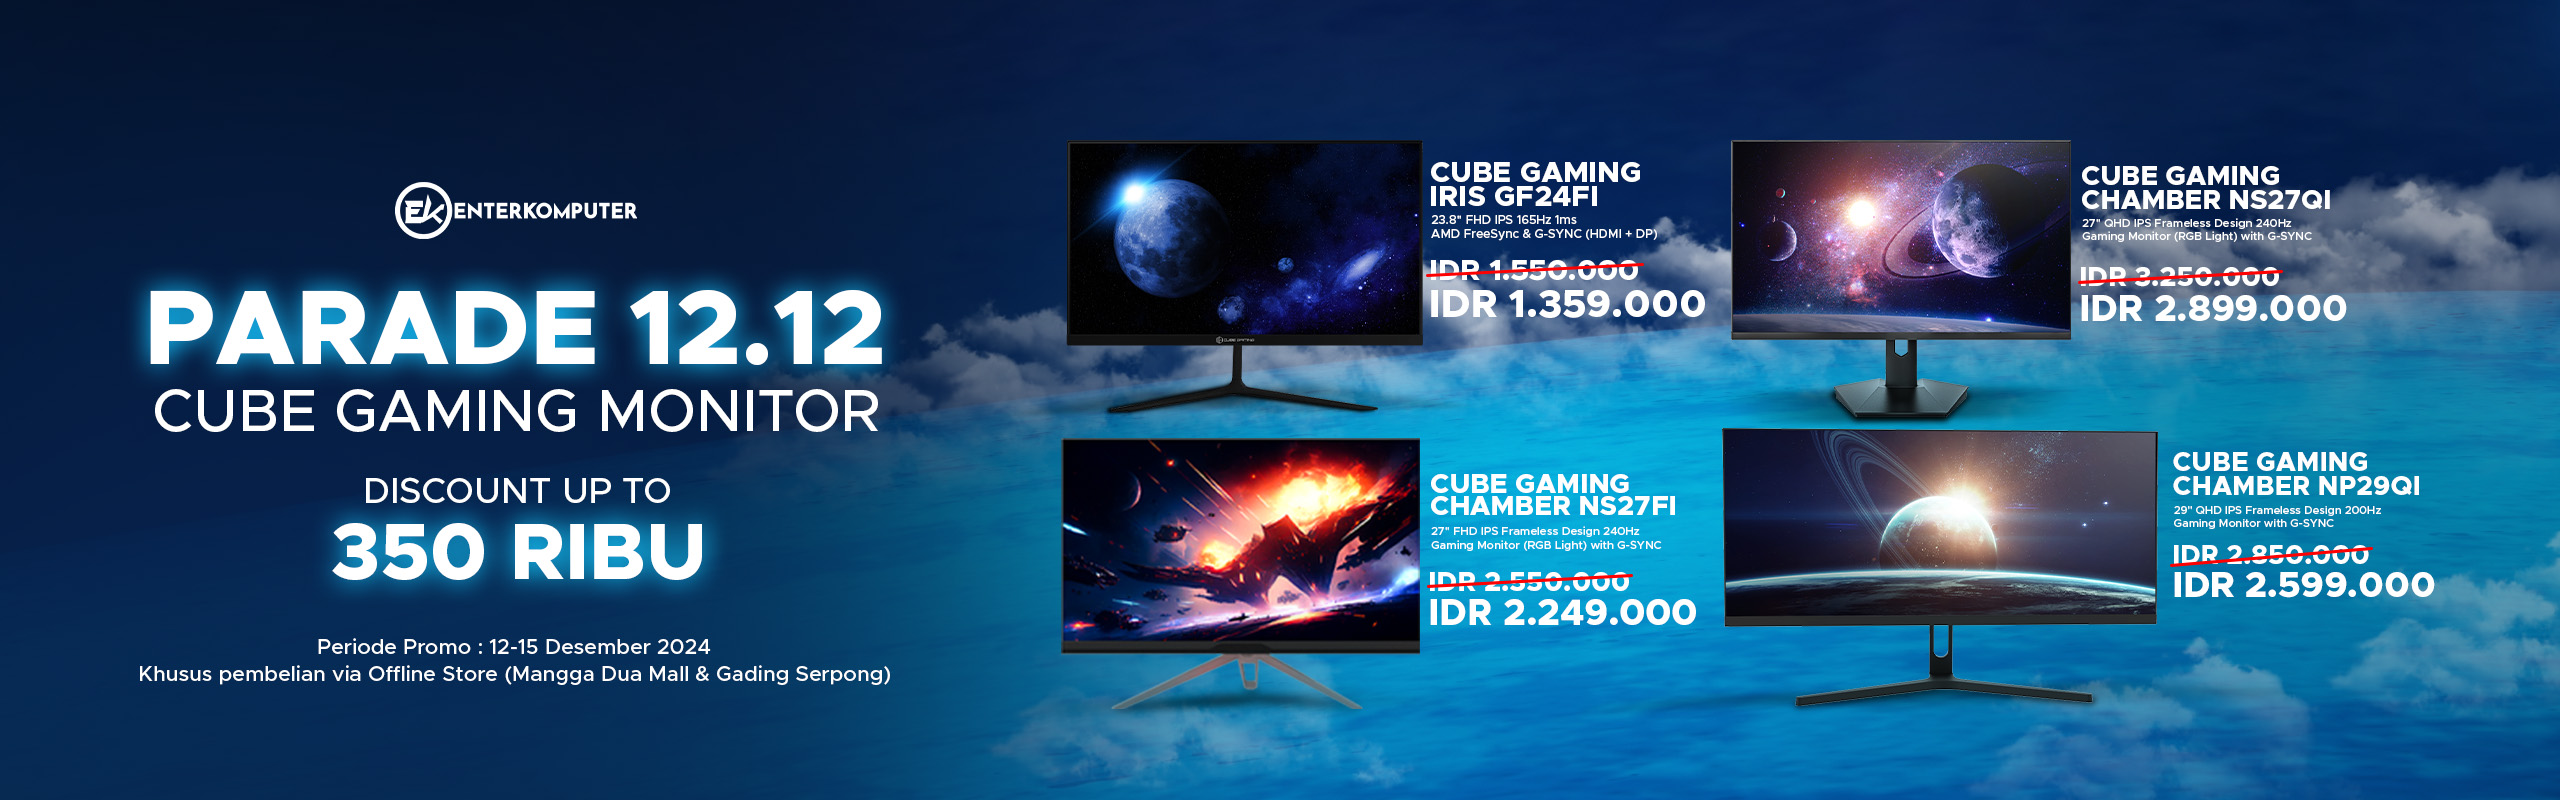 EK ENTERKOMPUTER
PARADE 12.12
CUBE GAMING MONITOR
DISCOUNT UP TO
350 RIBU
Periode Promo : 12-15 Desember 2024
Khusus pembelian via Offline Store (Mangga Dua Mall & Gading Serpong)
CUBE GAMING
CUBE GAMING
IRIS GF24FI
23.8" FHD IPS 165Hz 1ms
AMD FreeSync & G-SYNC (HDMI + DP)
IDR 1.550.000
IDR 1.359.000
CUBE GAMING
CHAMBER NS27QI
27" QHD IPS Frameless Design 240Hz
Gaming Monitor (RGB Light) with G-SYNC
IDR 3.250.000
IDR 2.899.000
CUBE GAMING
CHAMBER NS27FI
27" FHD IPS Frameless Design 240Hz
Gaming Monitor (RGB Light) with G-SYNC
IDR 2.550.000
IDR 2.249.000
CUBE GAMING
CHAMBER NP29QI
29" QHD IPS Frameless Design 200Hz
Gaming Monitor with G-SYNC
IDR 2.850.000
IDR 2.599.000